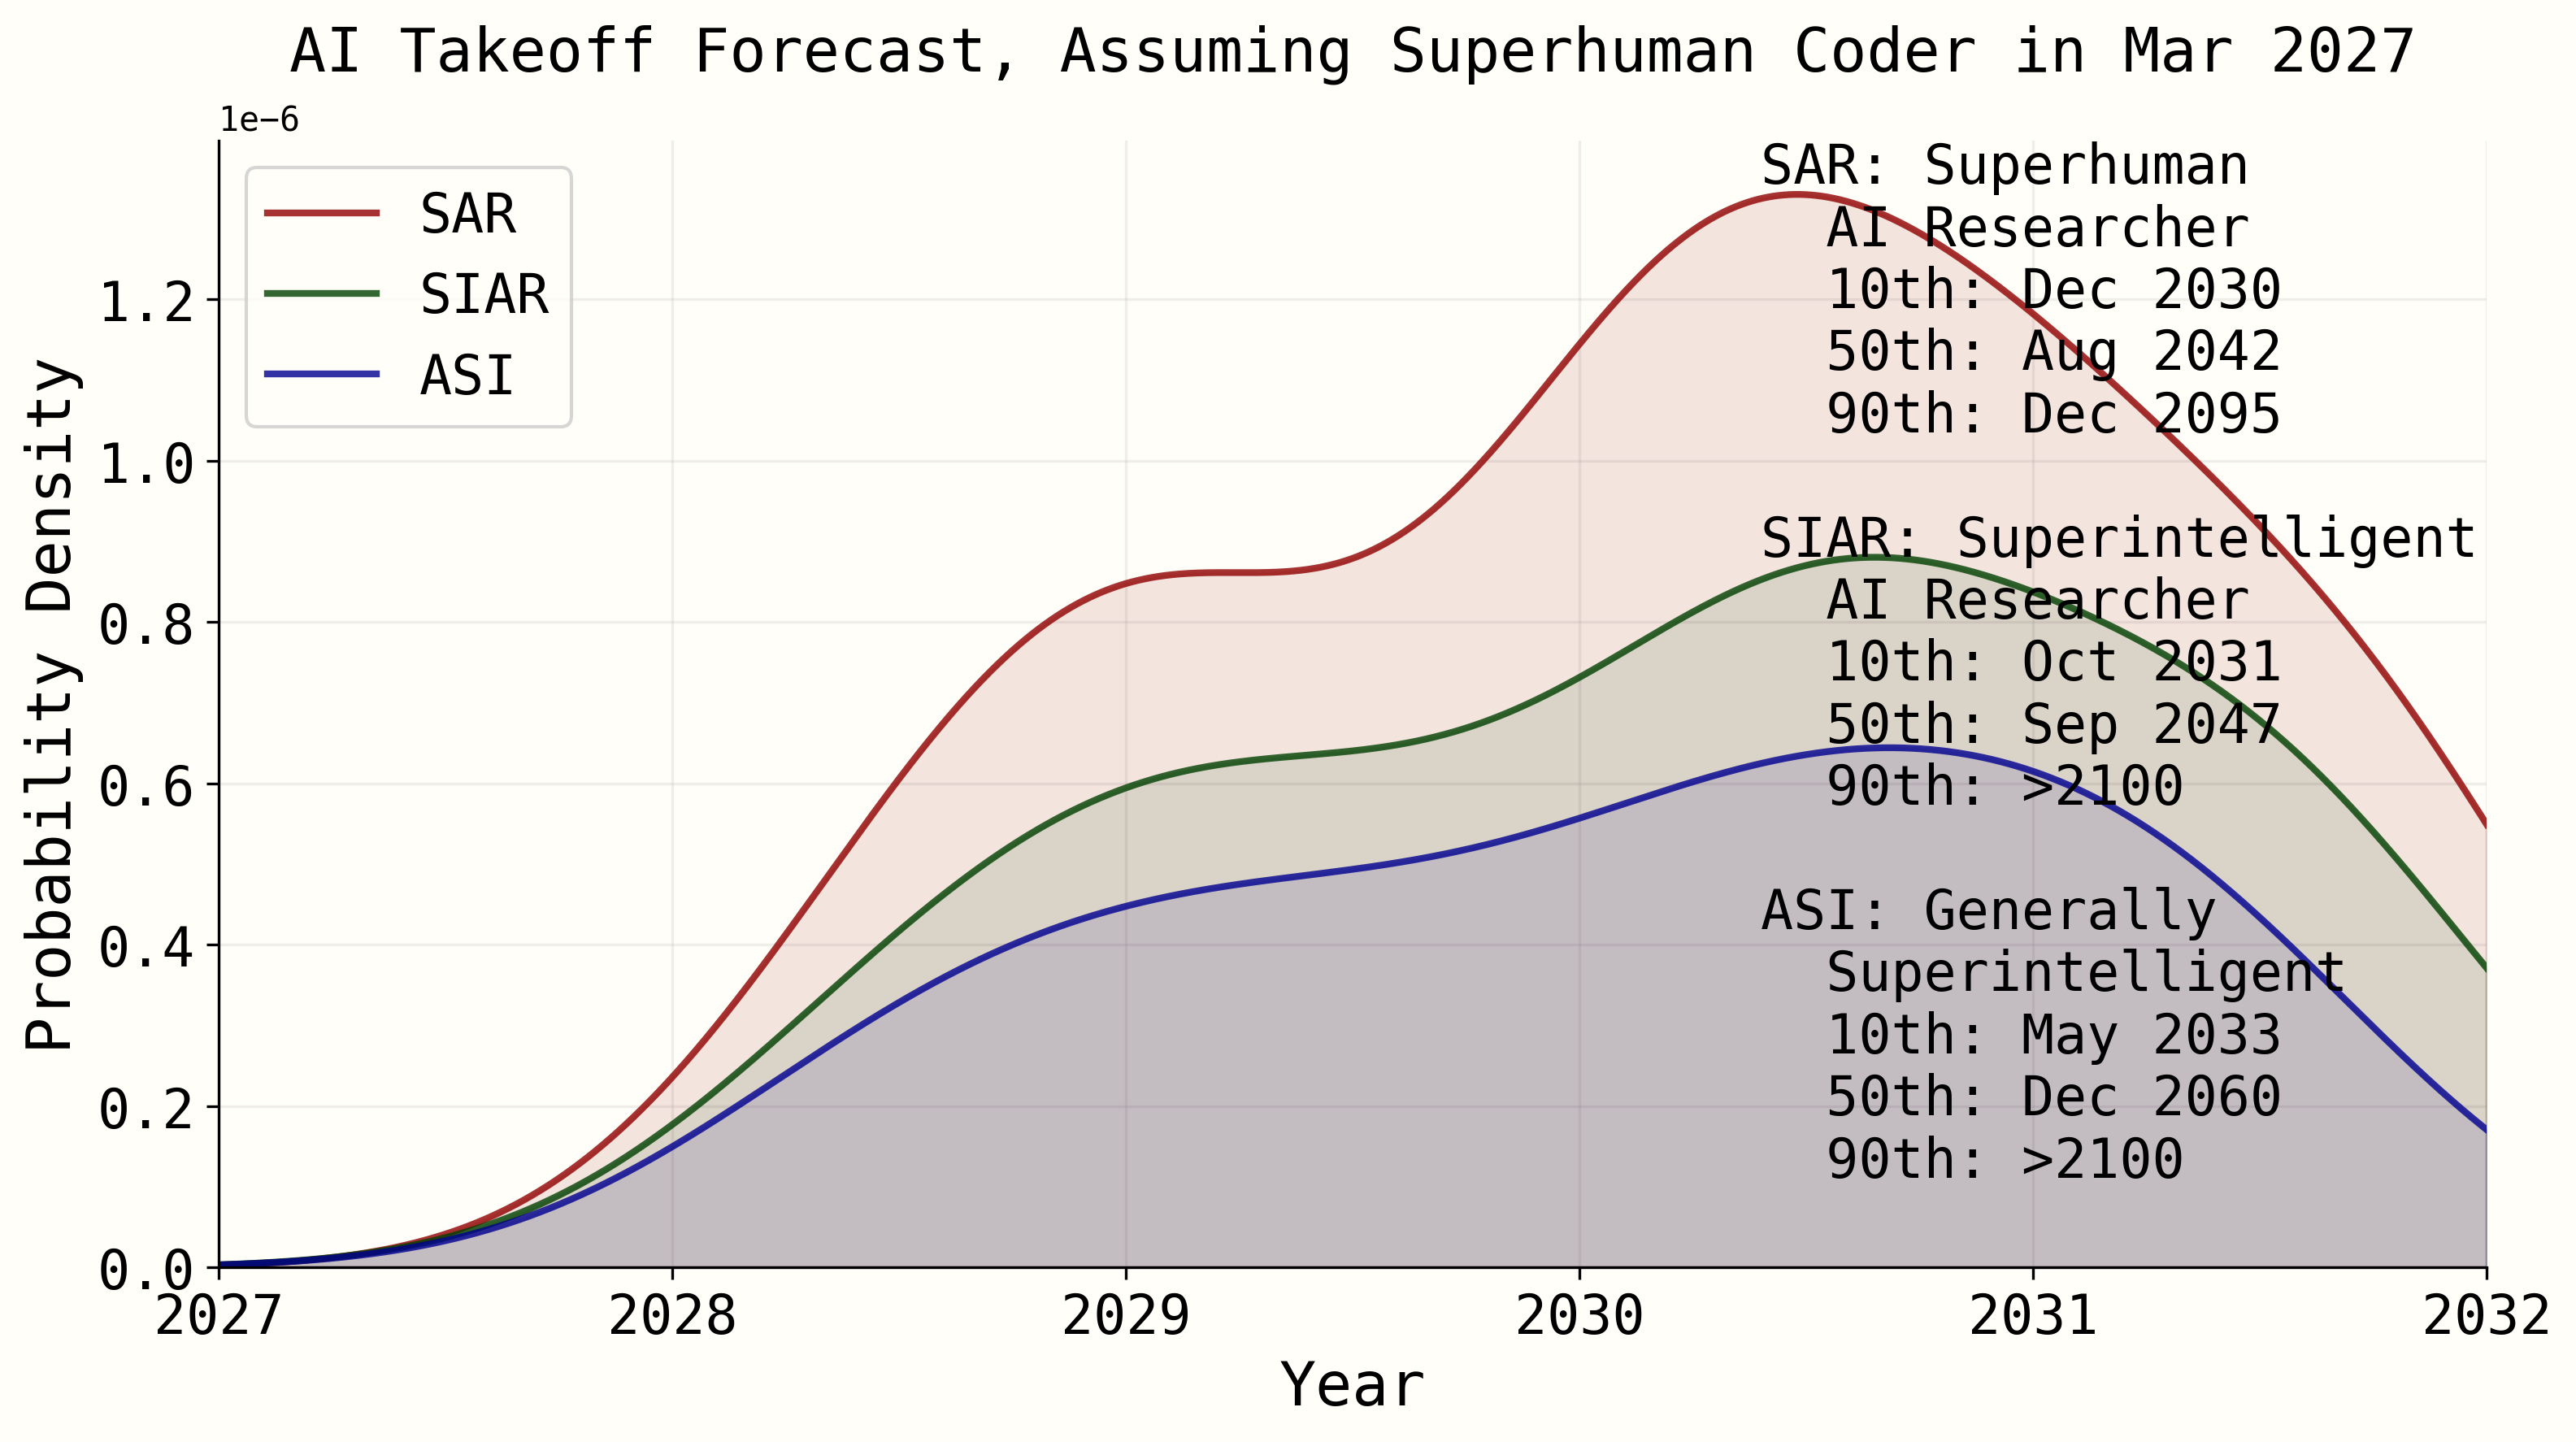 AI Takeoff Forecast, Assuming Superhuman Coder in Mar 2027
1e−6
SAR
SIAR
ASI
SAR: Superhuman
AI Researcher
10th: Dec 2030
50th: Aug 2042
90th: Dec 2095
SIAR: Superintelligent
AI Researcher
10th: Oct 2031
50th: Sep 2047
90th: >2100
ASI: Generally
Superintelligent
10th: May 2033
50th: Dec 2060
90th: >2100
Probability Density
1.2
1.0
0.8
0.6
0.4
0.2
0.0
2027 2028 2029 2030 2031 2032
Year